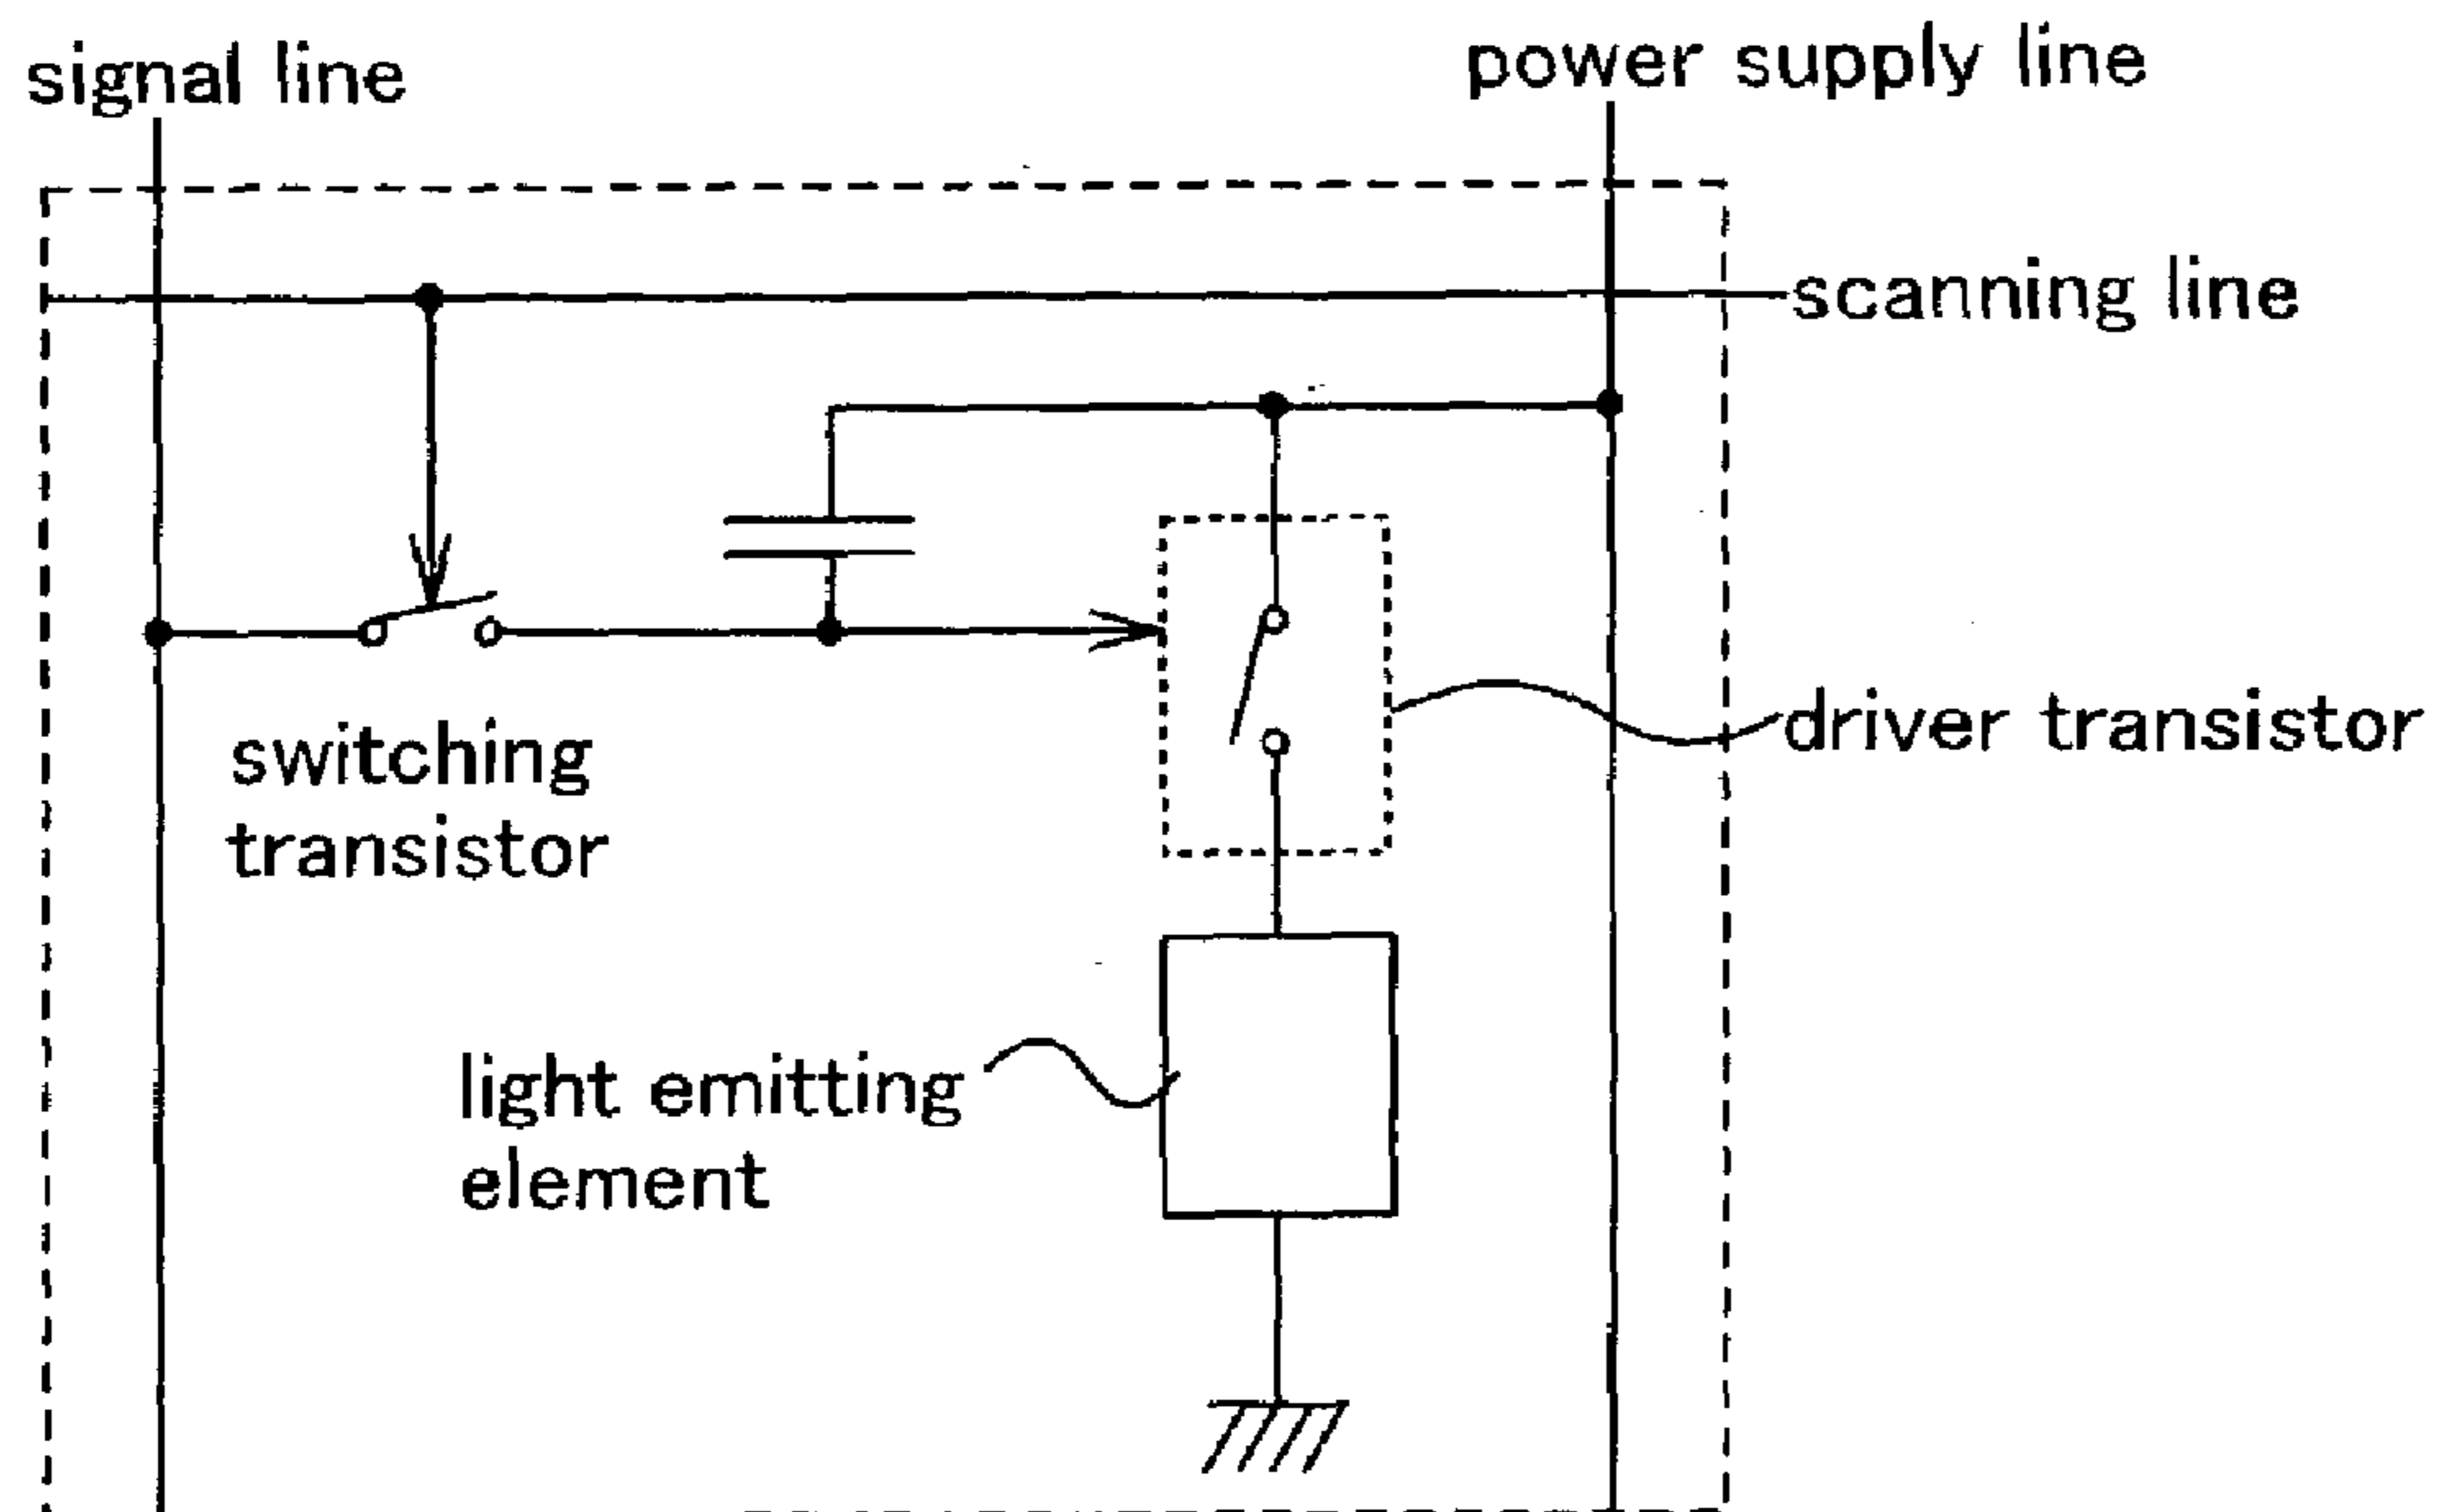 signal line
power supply line
scanning line
driver transistor
switching
transistor
light emitting
element